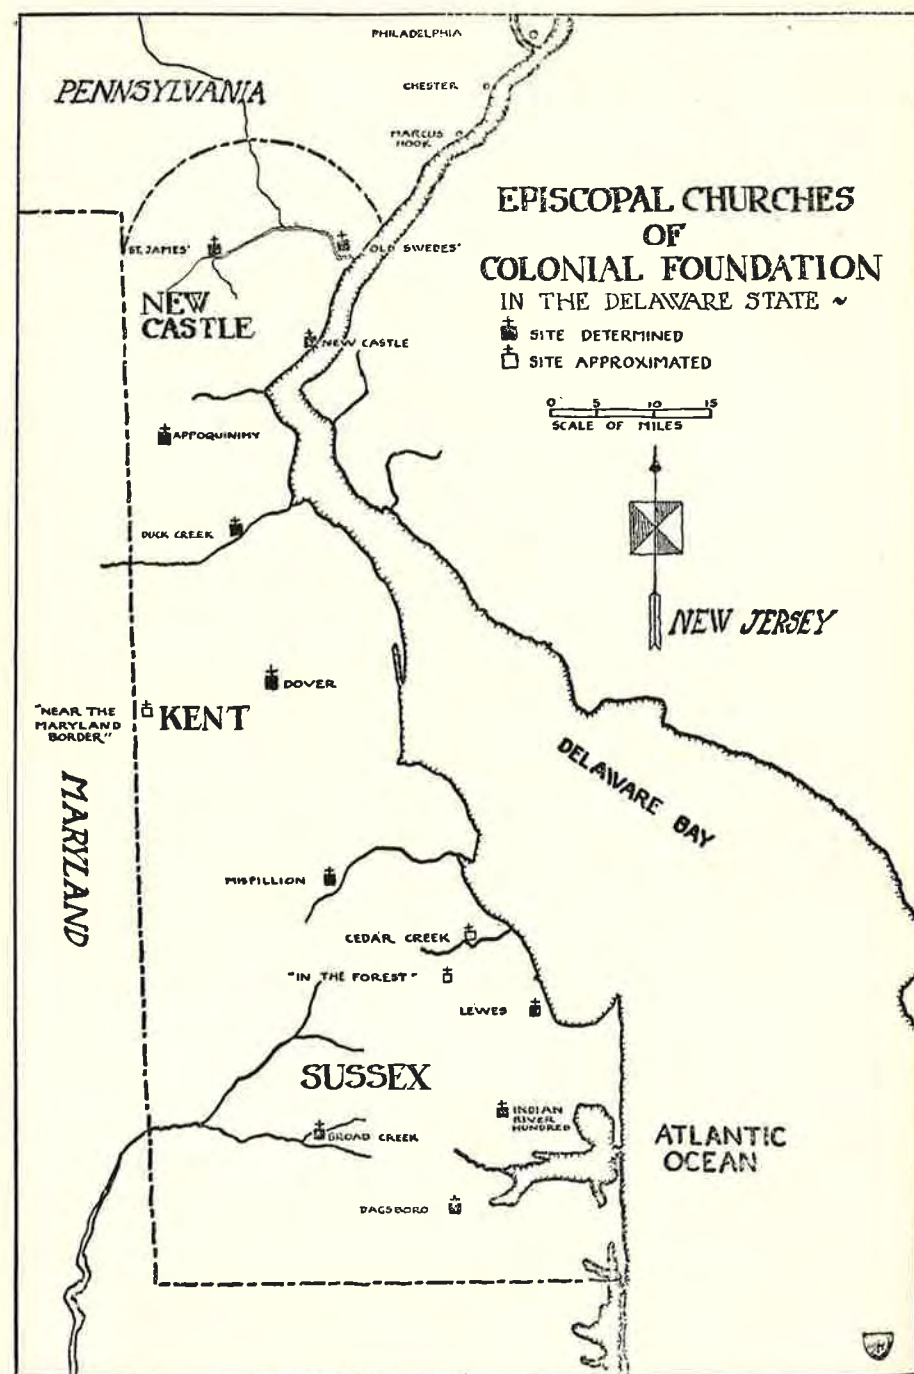 PHILADELPHIA
PENNSYLVANIA
CHESTER
MARCUS
HOOK
EPISCOPAL CHURCHES
OF
COLONIAL FOUNDATION
IN THE DELAWARE STATE ~
SITE DETERMINED
SITE APPROXIMATED
0 5 10 15
SCALE OF MILES
ST. JAMES'
OLD SWEDES'
NEW
CASTLE
NEW CASTLE
APPOQUINIMY
DUCK CREEK
NEW JERSEY
DOVER
"NEAR THE
MARYLAND
BORDER"
KENT
MARYLAND
DELAWARE BAY
MISPILLION
CEDAR CREEK
"IN THE FOREST"
LEWES
SUSSEX
INDIAN
RIVER
HUNDRED
BROAD CREEK
ATLANTIC
OCEAN
DAGSBORO